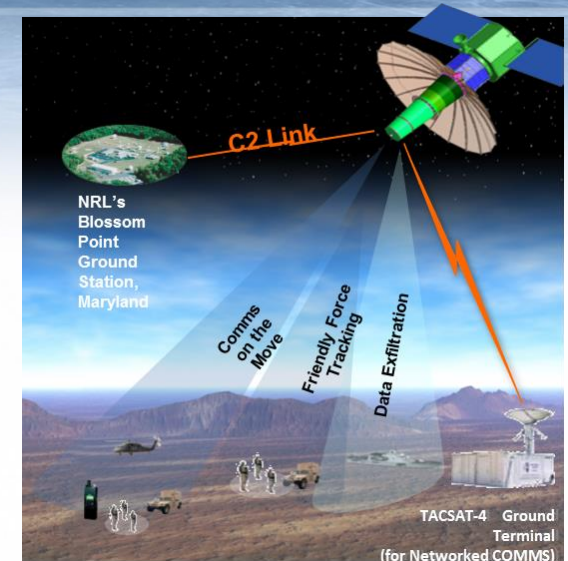 C2 Link
NRL's
Blossom
Point
Ground
Station,
Maryland
Comms
on the
Move
Friendly Force
Tracking
Data Exfiltration
TACSAT-4 Ground
Terminal
(for Networked COMMS)